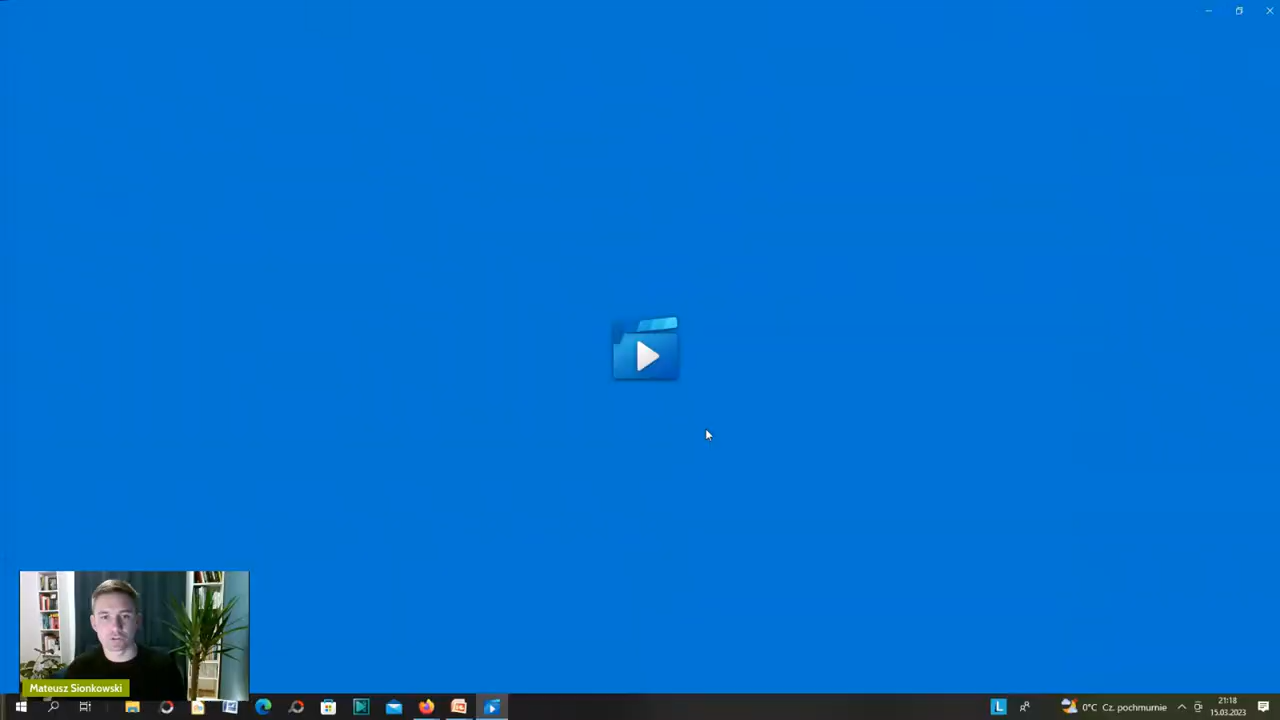 Mateusz Sionkowski
L
0°C Cz. pochmurnie
21:18
15.03.2023